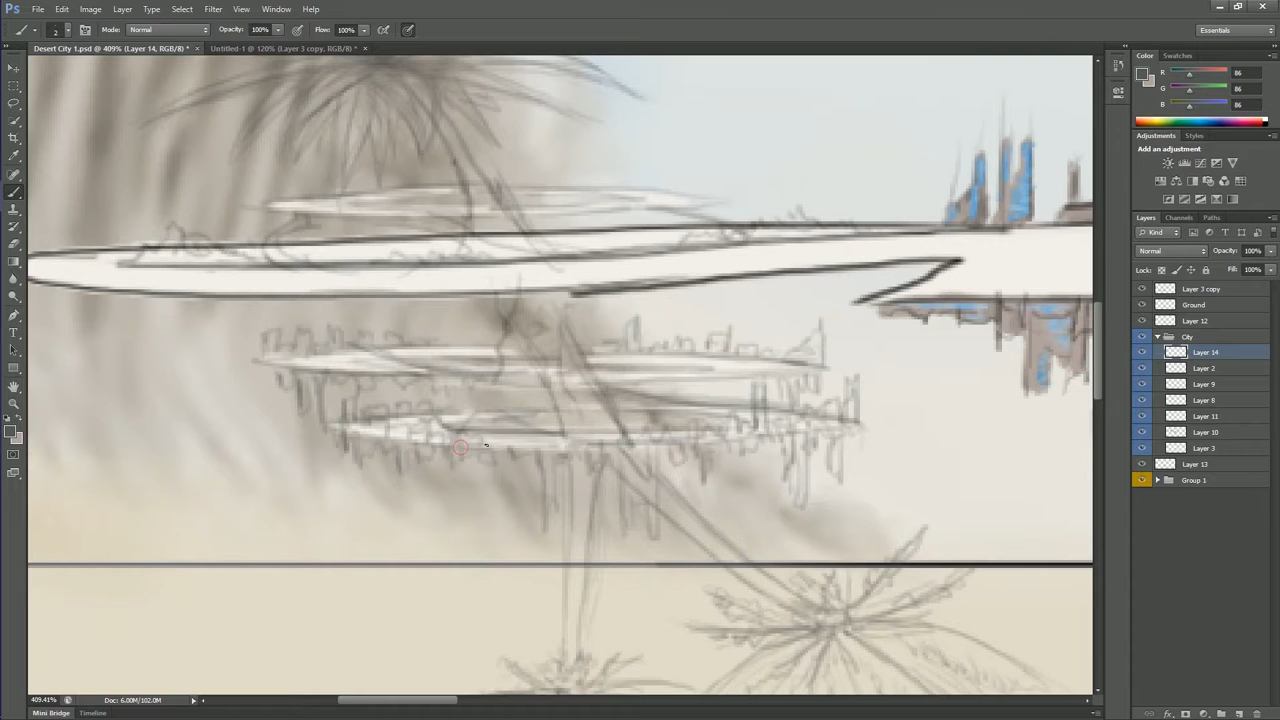 Ps File Edit Image Layer Type Select Filter View Window Help
2 Mode: Normal Opacity: 100% Flow: 100% Essentials
Desert City 1.psd @ 409% (Layer 14, RGB/8) * × Untitled-1 @ 120% (Layer 3 copy, RGB/8) * ×
Color Swatches
R 86
G 86
B 86
Adjustments Styles
Add an adjustment
Layers Channels Paths
Kind
Normal Opacity: 100%
Lock: Fill: 100%
Layer 3 copy
Ground
Layer 12
City
Layer 14
Layer 2
Layer 9
Layer 8
Layer 11
Layer 10
Layer 3
Layer 13
Group 1
409.41% Doc: 6.00M/102.0M
Mini Bridge Timeline
fx